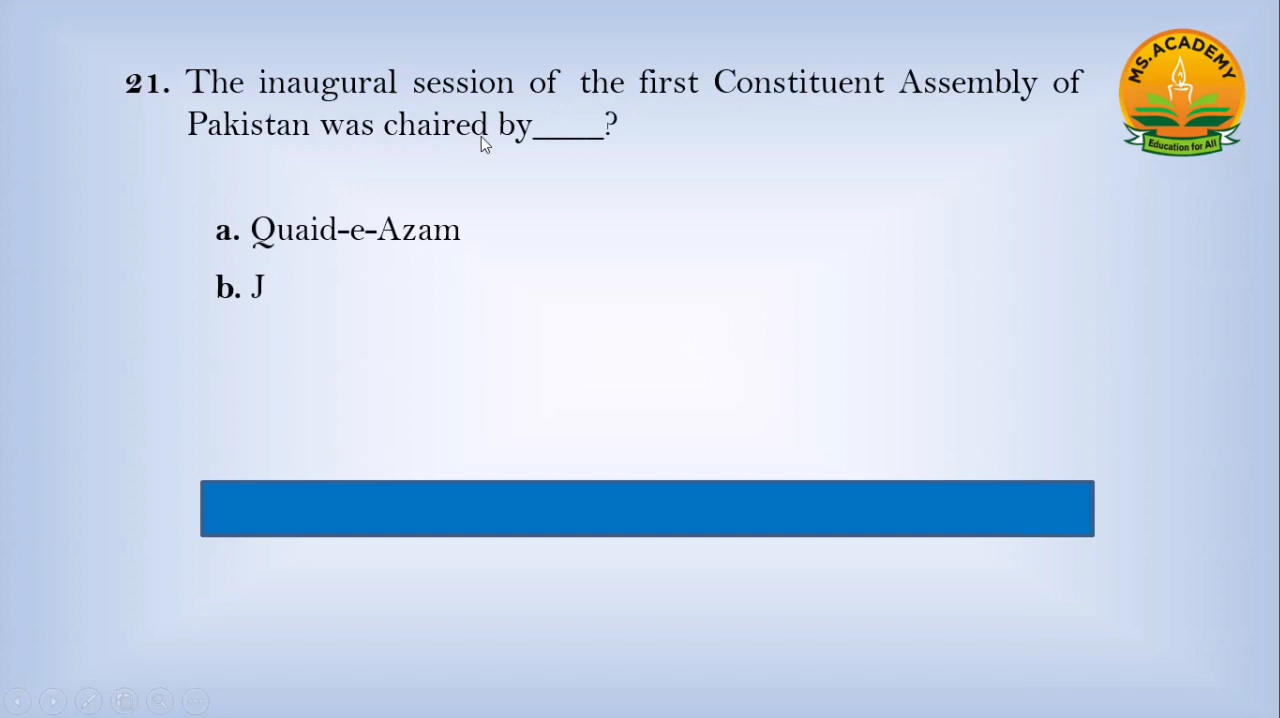 MS. ACADEMY
Education for All
21. The inaugural session of the first Constituent Assembly of
Pakistan was chaired by____?
a. Quaid-e-Azam
b. J